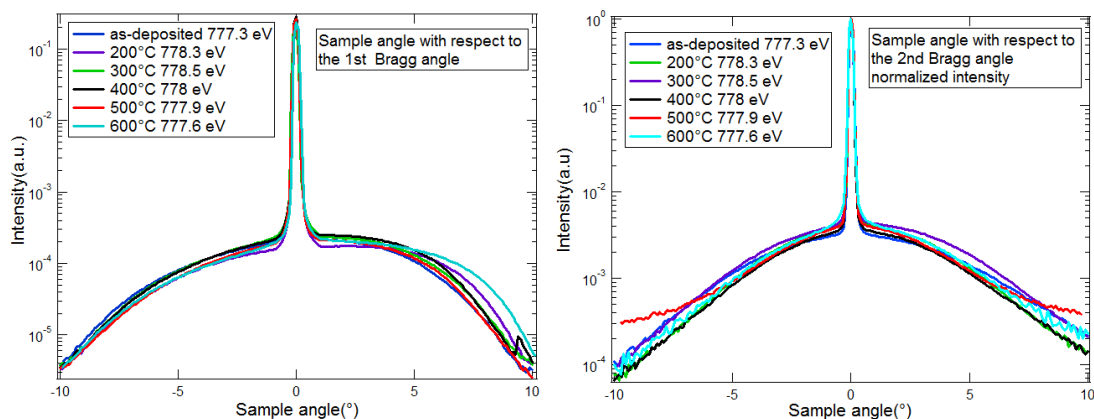 as-deposited 777.3 eV
200°C 778.3 eV
300°C 778.5 eV
400°C 778 eV
500°C 777.9 eV
600°C 777.6 eV
Sample angle with respect to
the 1st Bragg angle
Intensity(a.u.)
10-1
10-2
10-3
10-4
10-5
-10
-5
0
5
10
Sample angle(°)
as-deposited 777.3 eV
200°C 778.3 eV
300°C 778.5 eV
400°C 778 eV
500°C 777.9 eV
600°C 777.6 eV
Sample angle with respect to
the 2nd Bragg angle
normalized intensity
Intensity(a.u)
100
10-1
10-2
10-3
10-4
-10
-5
0
5
10
Sample angle(°)